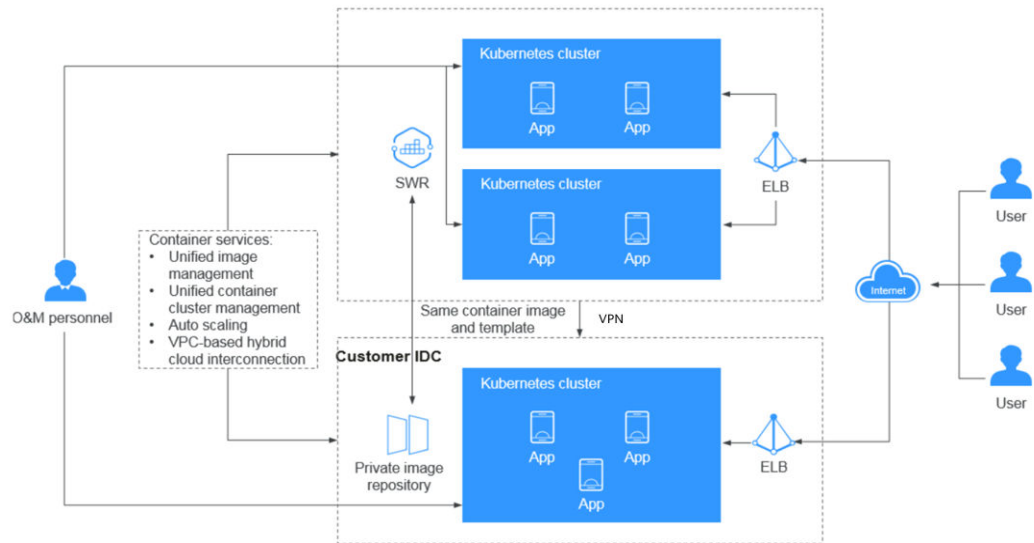 Kubernetes cluster
App
App
SWR
Kubernetes cluster
App
App
ELB
User
Container services:
• Unified image
management
• Unified container
cluster management
• Auto scaling
• VPC-based hybrid
cloud interconnection
O&M personnel
Internet
User
Same container image
and template
VPN
Customer IDC
Kubernetes cluster
App
App
App
Private image
repository
ELB
User